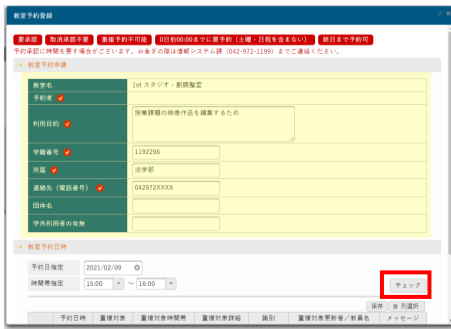 教室予約登録
要承認 取消承認不要 重複予約不可能 0日前00:00までに要予約（土曜・日祝を含まない） 終日まで予約可
予約承認に時間を要す場合がございます。お急ぎの際は情報システム課（042-972-1199）までご連絡ください。
教室予約申請
教室名 1st スタジオ・副調整室
予約者
利用目的 授業課題の映像作品を編集するため
学籍番号 1192296
所属 法学部
連絡先（電話番号） 042972XXXX
団体名
学外利用者の有無
教室予約日時
予約日指定 2021/02/09
時間帯指定 15:00 ～ 16:00
チェック
保存 列選択
予約日時 重複対象 重複対象時間帯 重複対象詳細 識別 重複対象更新者／教員名 メッセージ